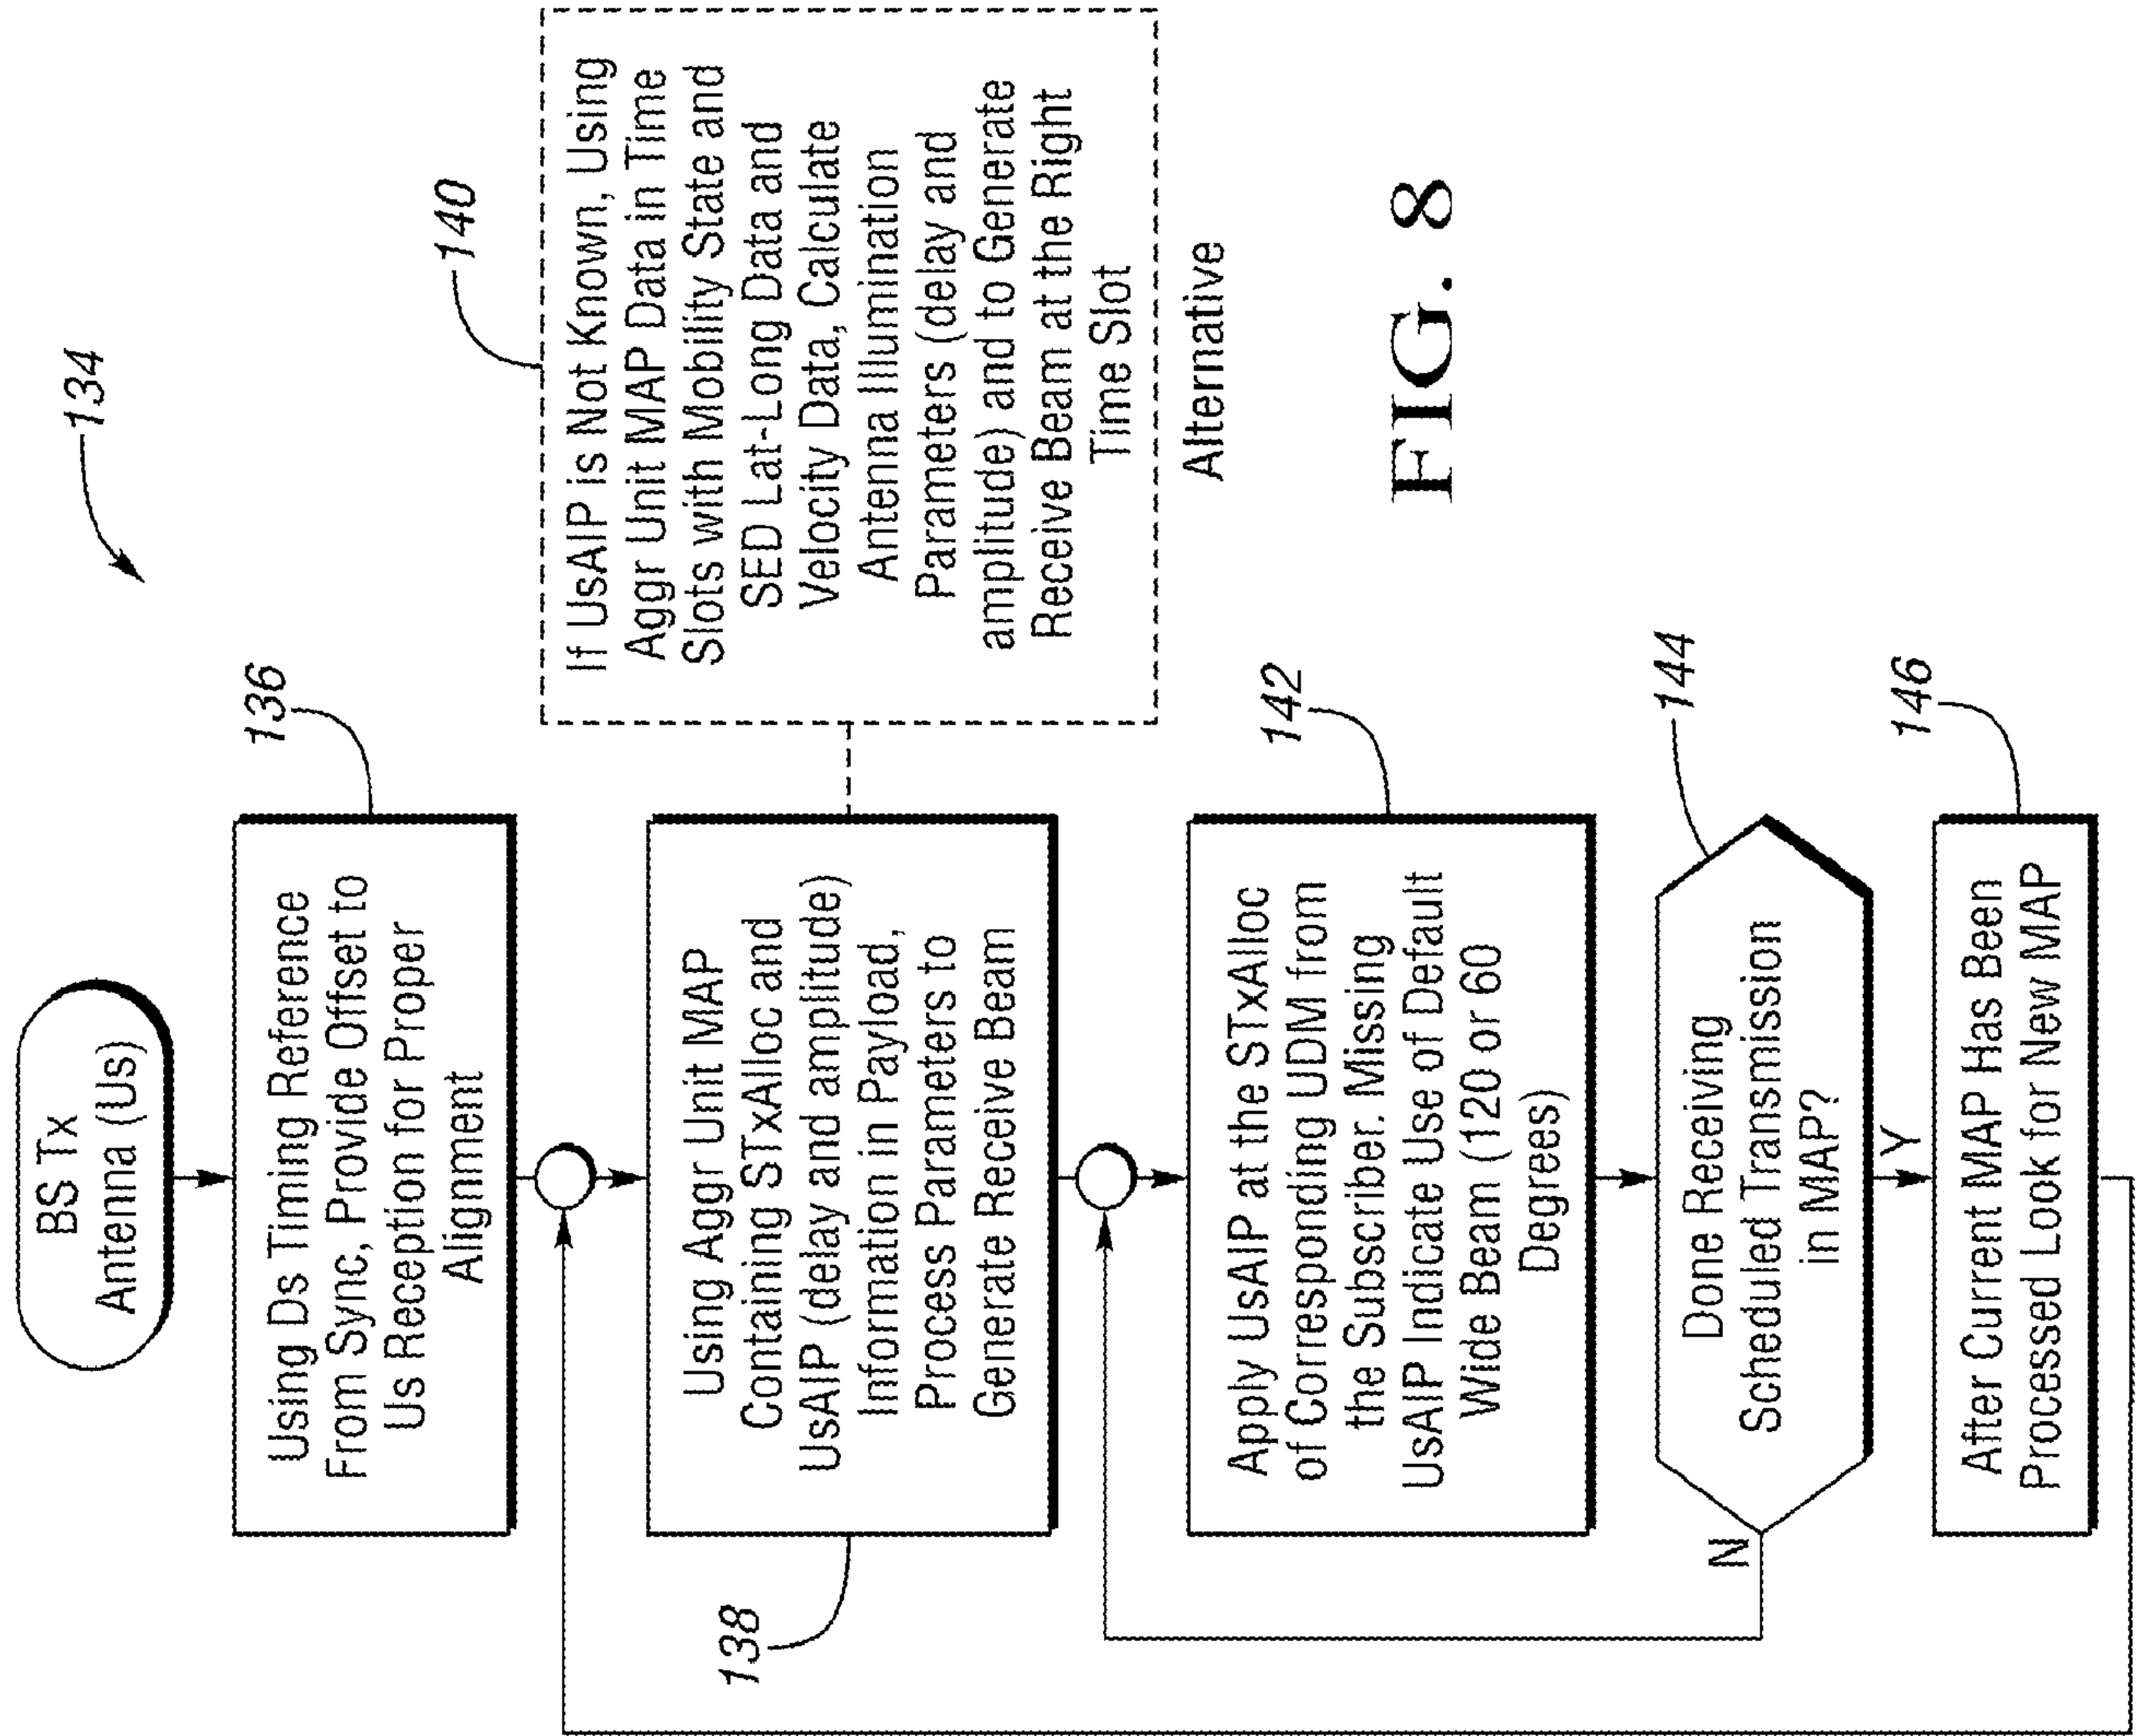 134
BS Tx
Antenna (Us)
136
Using Ds Timing Reference
From Sync, Provide Offset to
Us Reception for Proper
Alignment
138
Using Aggr Unit MAP
Containing STxAlloc and
UsAIP (delay and amplitude)
Information in Payload,
Process Parameters to
Generate Receive Beam
140
If UsAIP is Not Known, Using
Aggr Unit MAP Data in Time
Slots with Mobility State and
SED Lat-Long Data and
Velocity Data, Calculate
Antenna Illumination
Parameters (delay and
amplitude) and to Generate
Receive Beam at the Right
Time Slot
Alternative
142
Apply UsAIP at the STxAlloc
of Corresponding UDM from
the Subscriber. Missing
UsAIP Indicate Use of Default
Wide Beam (120 or 60
Degrees)
144
Done Receiving
Scheduled Transmission
in MAP?
N
Y
146
After Current MAP Has Been
Processed Look for New MAP
FIG. 8